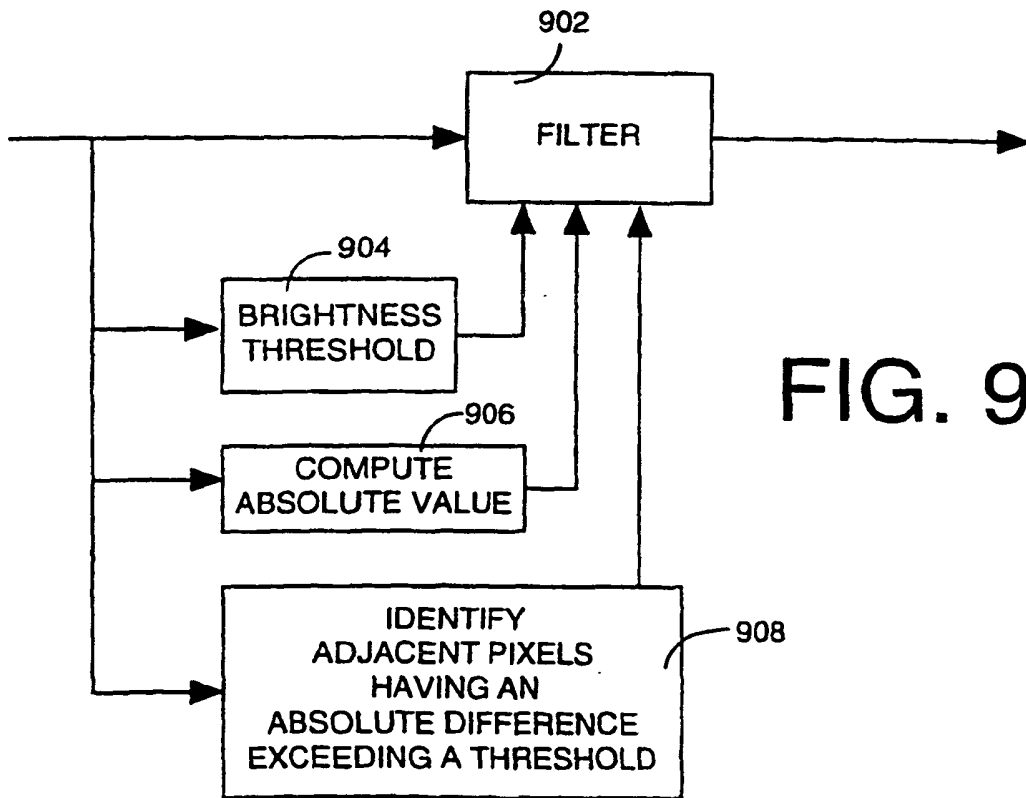 902
FILTER
904
BRIGHTNESS
THRESHOLD
FIG. 9
906
COMPUTE
ABSOLUTE VALUE
IDENTIFY
ADJACENT PIXELS
HAVING AN
ABSOLUTE DIFFERENCE
EXCEEDING A THRESHOLD
908